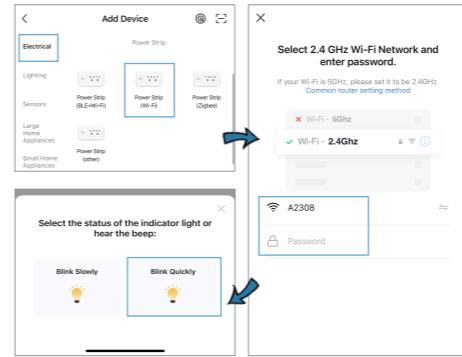 Add Device
Electrical
Power Strip
Lighting
Sensors
Large
Home
Appliances
Small Home
Appliances
Power Strip
(BLE+Wi-Fi)
Power Strip
(Wi-Fi)
Power Strip
(Zigbee)
Power Strip
(other)
Select 2.4 GHz Wi-Fi Network and
enter password.
If your Wi-Fi is 5GHz, please set it to be 2.4GHz.
Common router setting method
Wi-Fi - 5Ghz
Wi-Fi - 2.4Ghz
A2308
Password
Select the status of the indicator light or
hear the beep:
Blink Slowly
Blink Quickly